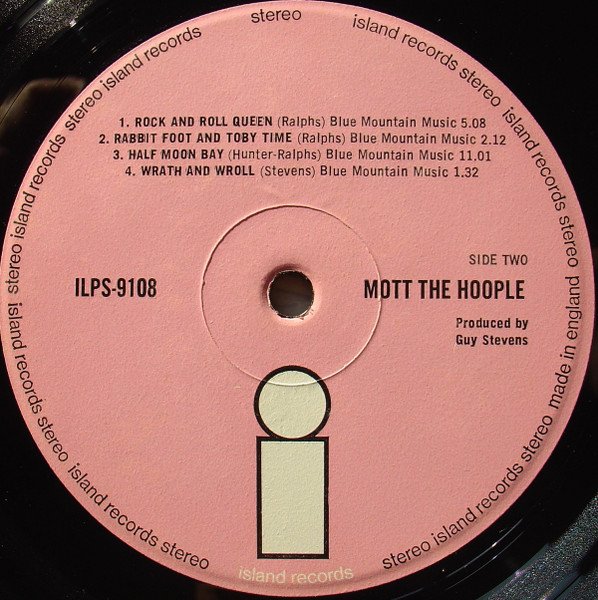 stereo island records stereo island records stereo island records stereo made in england
1. ROCK AND ROLL QUEEN (Ralphs) Blue Mountain Music 5.08
2. RABBIT FOOT AND TOBY TIME (Ralphs) Blue Mountain Music 2.12
3. HALF MOON BAY (Hunter-Ralphs) Blue Mountain Music 11.01
4. WRATH AND WROLL (Stevens) Blue Mountain Music 1.32
SIDE TWO
ILPS-9108
MOTT THE HOOPLE
Produced by
Guy Stevens
stereo island records stereo island records stereo island records
island records
stereo island records stereo